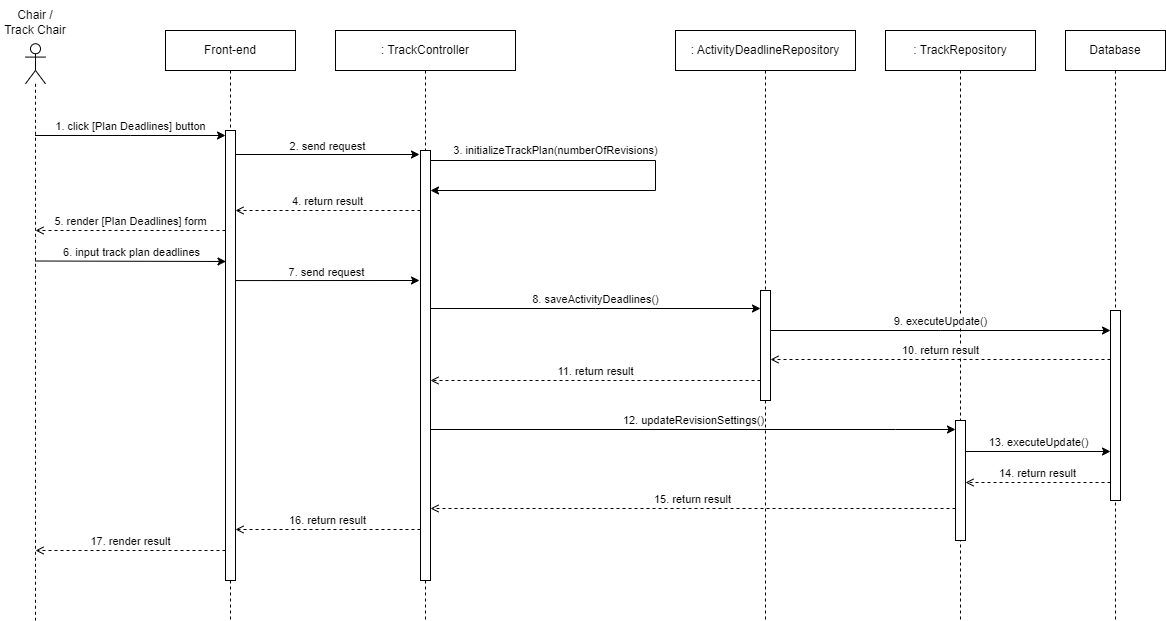 Chair /
Track Chair
Front-end
: TrackController
: ActivityDeadlineRepository
: TrackRepository
Database
1. click [Plan Deadlines] button
2. send request
3. initializeTrackPlan(numberOfRevisions)
4. return result
5. render [Plan Deadlines] form
6. input track plan deadlines
7. send request
8. saveActivityDeadlines()
9. executeUpdate()
10. return result
11. return result
12. updateRevisionSettings()
13. executeUpdate()
14. return result
15. return result
16. return result
17. render result